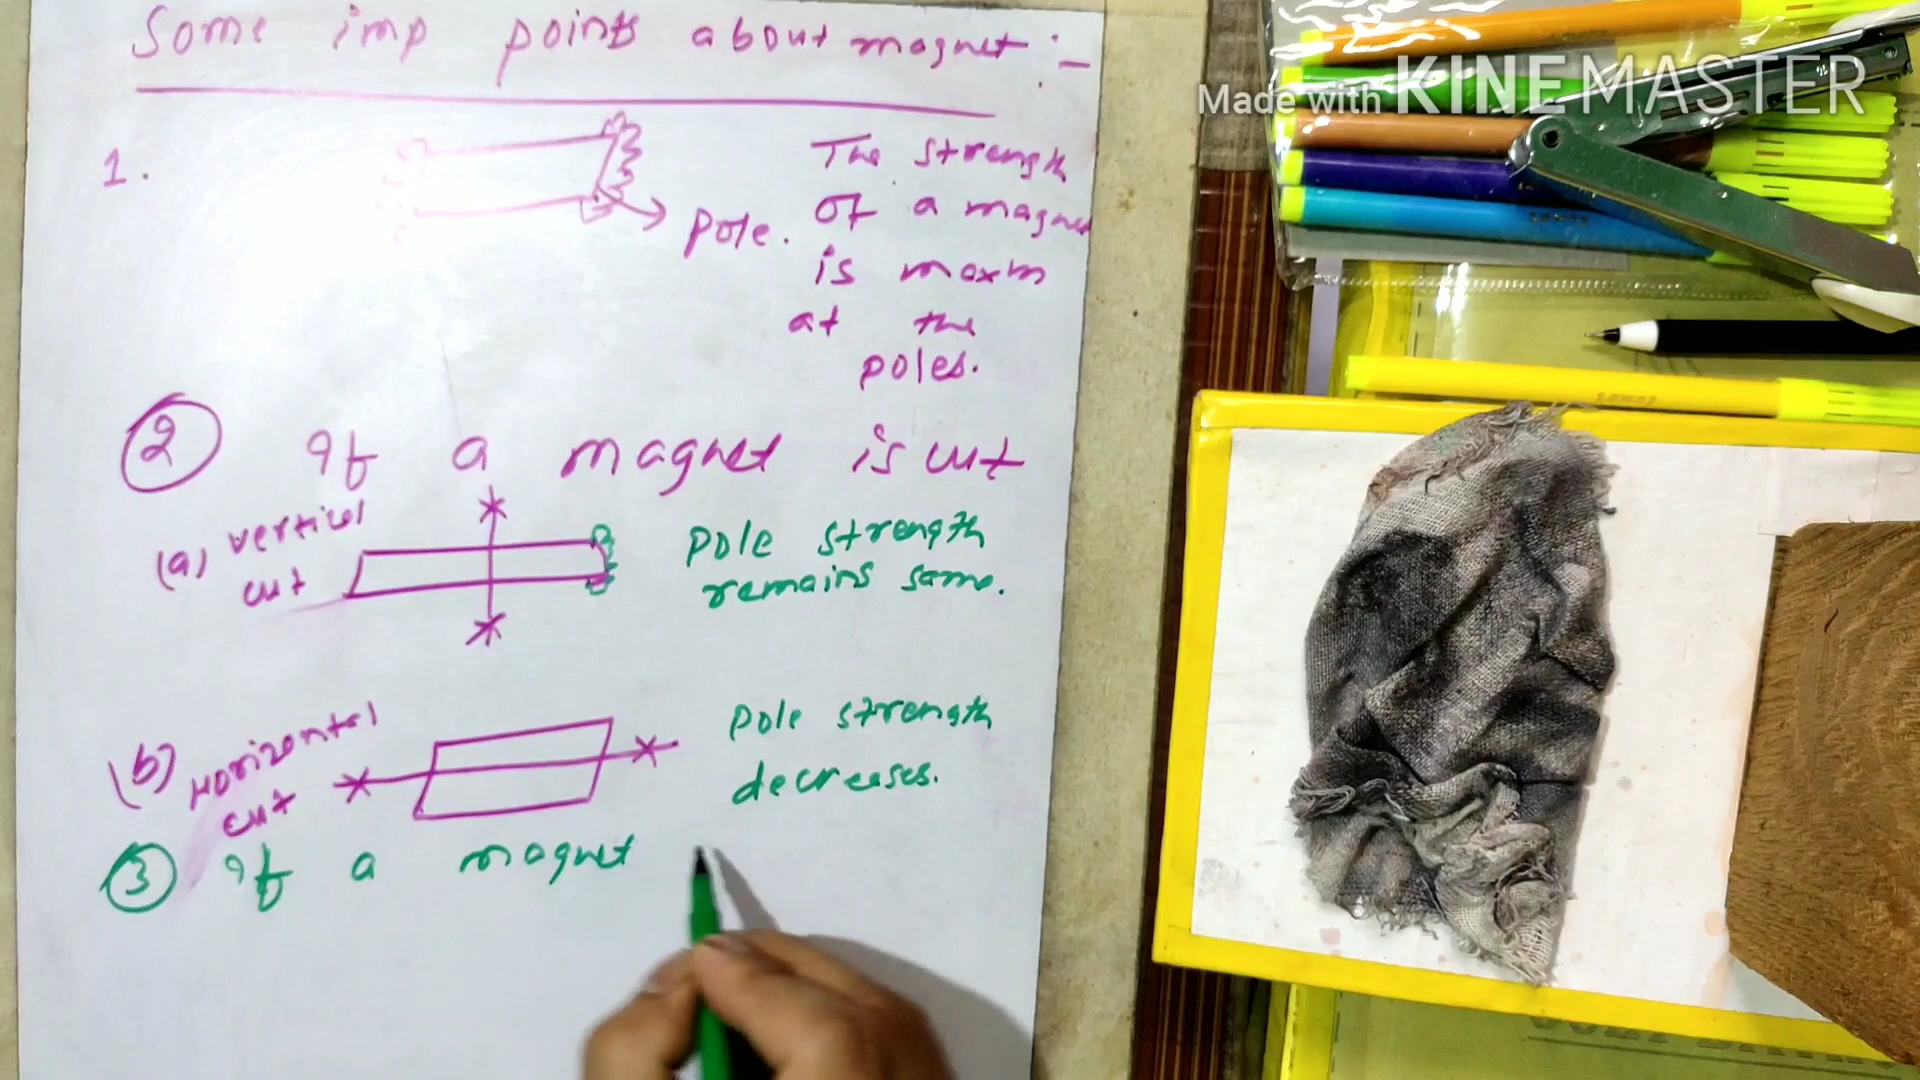 Some imp points about magnet :-
1.
The strength
of a magnet
pole.
is maxm
at the
poles.
2 If a magnet is cut
(a) vertical
cut
Pole strength
remains same.
(b) Horizontal
cut
Pole strength
decreases.
3 If a magnet
Made with KINEMASTER